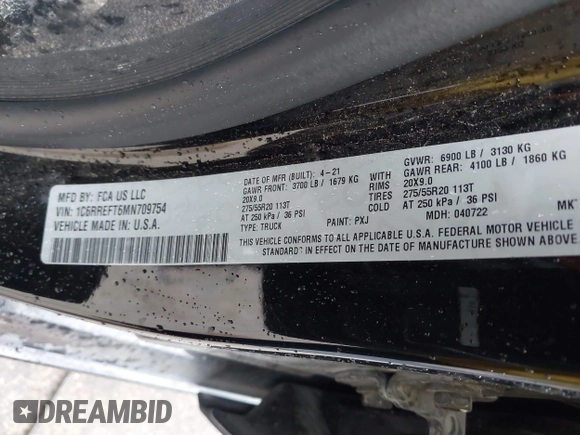 MFD BY: FCA US LLC
VIN: 1C6RREFT6MN709754
VEHICLE MADE IN U.S.A.
DATE OF MFR (BUILT): 4-21
GAWR FRONT: 3700 LB / 1679 KG
20X9.0
275/55R20 113T
AT 250 kPa / 36 PSI
TYPE: TRUCK
PAINT: PXJ
WITH
RIMS
TIRES
GVWR: 6900 LB / 3130 KG
GAWR REAR: 4100 LB / 1860 KG
20X9.0
275/55R20 113T
AT 250 kPa / 36 PSI
MDH: 040722
MK
THIS VEHICLE CONFORMS TO ALL APPLICABLE U.S.A. FEDERAL MOTOR VEHICLE
STANDARDS IN EFFECT ON THE DATE OF MANUFACTURE SHOWN ABOVE.
DREAMBID